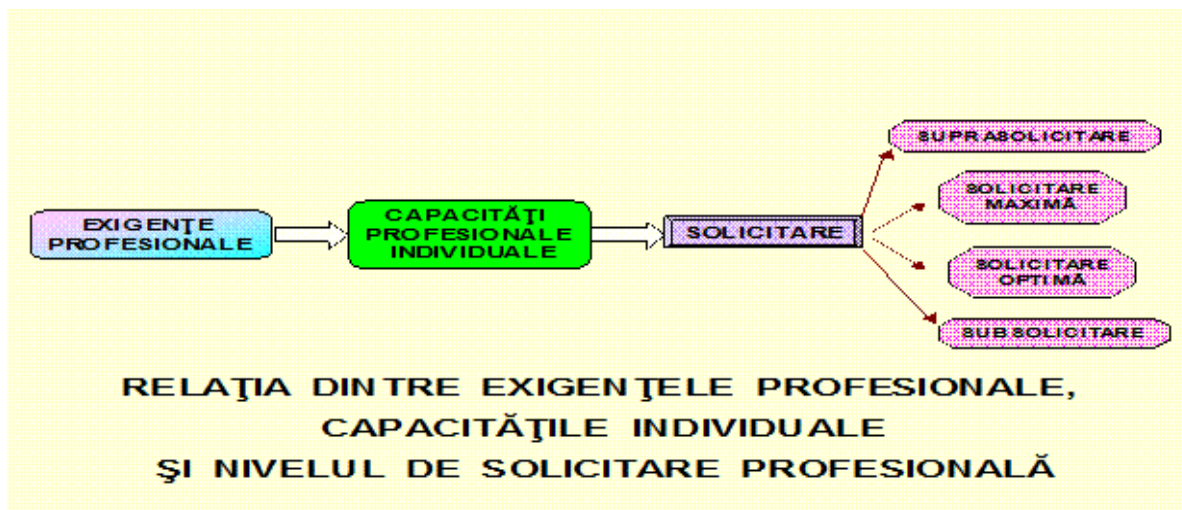 EXIGENŢE
PROFESIONALE
CAPACITĂŢI
PROFESIONALE
INDIVIDUALE
SOLICITARE
SUPRASOLICITARE
SOLICITARE
MAXIMĂ
SOLICITARE
OPTIMĂ
SUBSOLICITARE
RELAŢIA DINTRE EXIGENŢELE PROFESIONALE,
CAPACITĂŢILE INDIVIDUALE
ŞI NIVELUL DE SOLICITARE PROFESIONALĂ